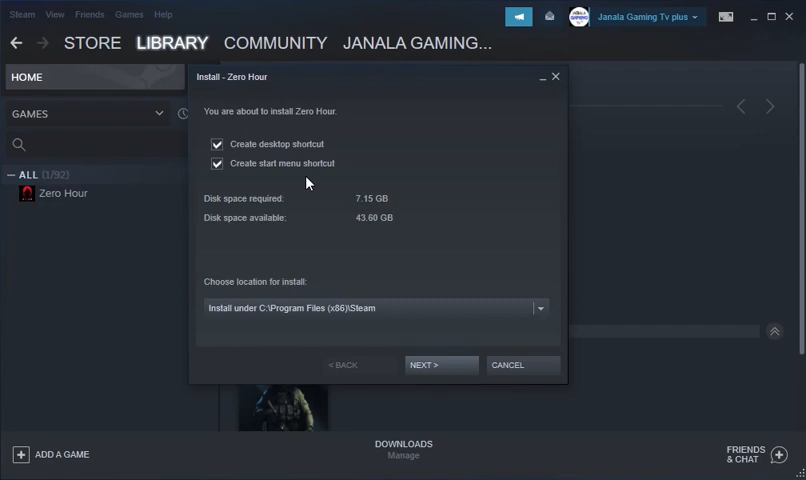 Steam View Friends Games Help
Janala Gaming Tv plus
STORE LIBRARY COMMUNITY JANALA GAMING...
HOME
GAMES
ALL (1/92)
Zero Hour
Install - Zero Hour
You are about to install Zero Hour.
Create desktop shortcut
Create start menu shortcut
Disk space required: 7.15 GB
Disk space available: 43.60 GB
Choose location for install:
Install under C:\Program Files (x86)\Steam
< BACK NEXT > CANCEL
ADD A GAME
DOWNLOADS
Manage
FRIENDS
& CHAT